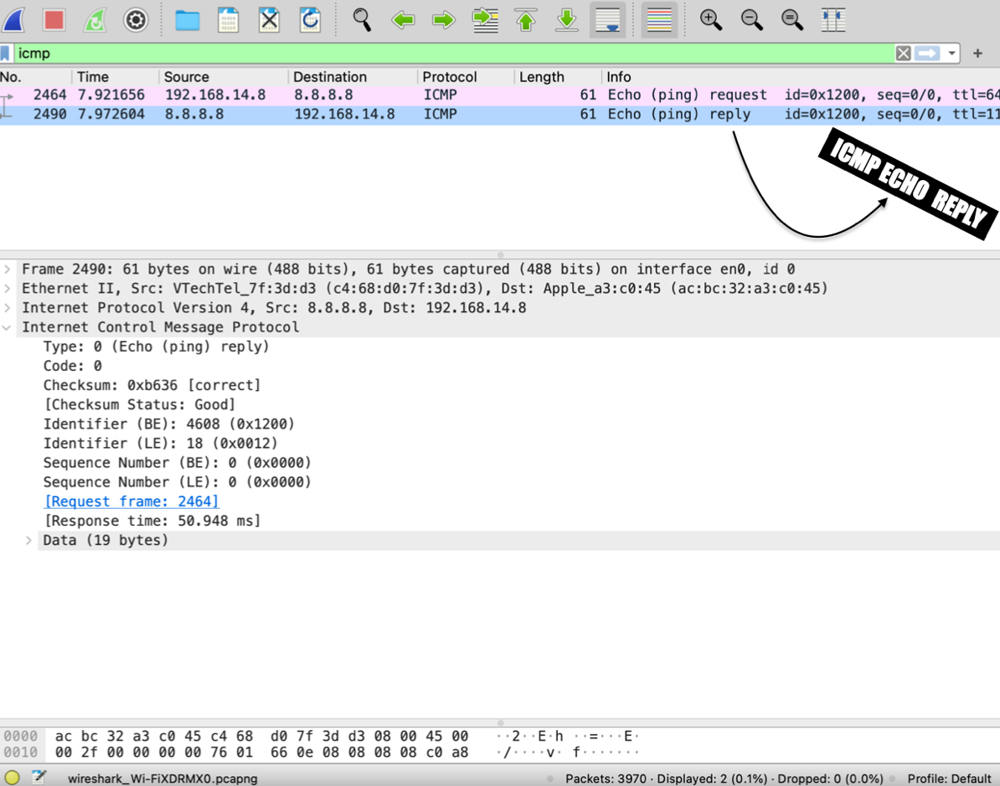 icmp
No. Time Source Destination Protocol Length Info
2464 7.921656 192.168.14.8 8.8.8.8 ICMP 61 Echo (ping) request id=0x1200, seq=0/0, ttl=64
2490 7.972604 8.8.8.8 192.168.14.8 ICMP 61 Echo (ping) reply id=0x1200, seq=0/0, ttl=11
ICMP ECHO REPLY
Frame 2490: 61 bytes on wire (488 bits), 61 bytes captured (488 bits) on interface en0, id 0
Ethernet II, Src: VTechTel_7f:3d:d3 (c4:68:d0:7f:3d:d3), Dst: Apple_a3:c0:45 (ac:bc:32:a3:c0:45)
Internet Protocol Version 4, Src: 8.8.8.8, Dst: 192.168.14.8
Internet Control Message Protocol
Type: 0 (Echo (ping) reply)
Code: 0
Checksum: 0xb636 [correct]
[Checksum Status: Good]
Identifier (BE): 4608 (0x1200)
Identifier (LE): 18 (0x0012)
Sequence Number (BE): 0 (0x0000)
Sequence Number (LE): 0 (0x0000)
[Request frame: 2464]
[Response time: 50.948 ms]
Data (19 bytes)
0000 ac bc 32 a3 c0 45 c4 68 d0 7f 3d d3 08 00 45 00 ··2··E·h ··=···E·
0010 00 2f 00 00 00 00 76 01 66 0e 08 08 08 08 c0 a8 ·/····v· f·······
wireshark_Wi-FiXDRMX0.pcapng Packets: 3970 · Displayed: 2 (0.1%) · Dropped: 0 (0.0%) Profile: Default